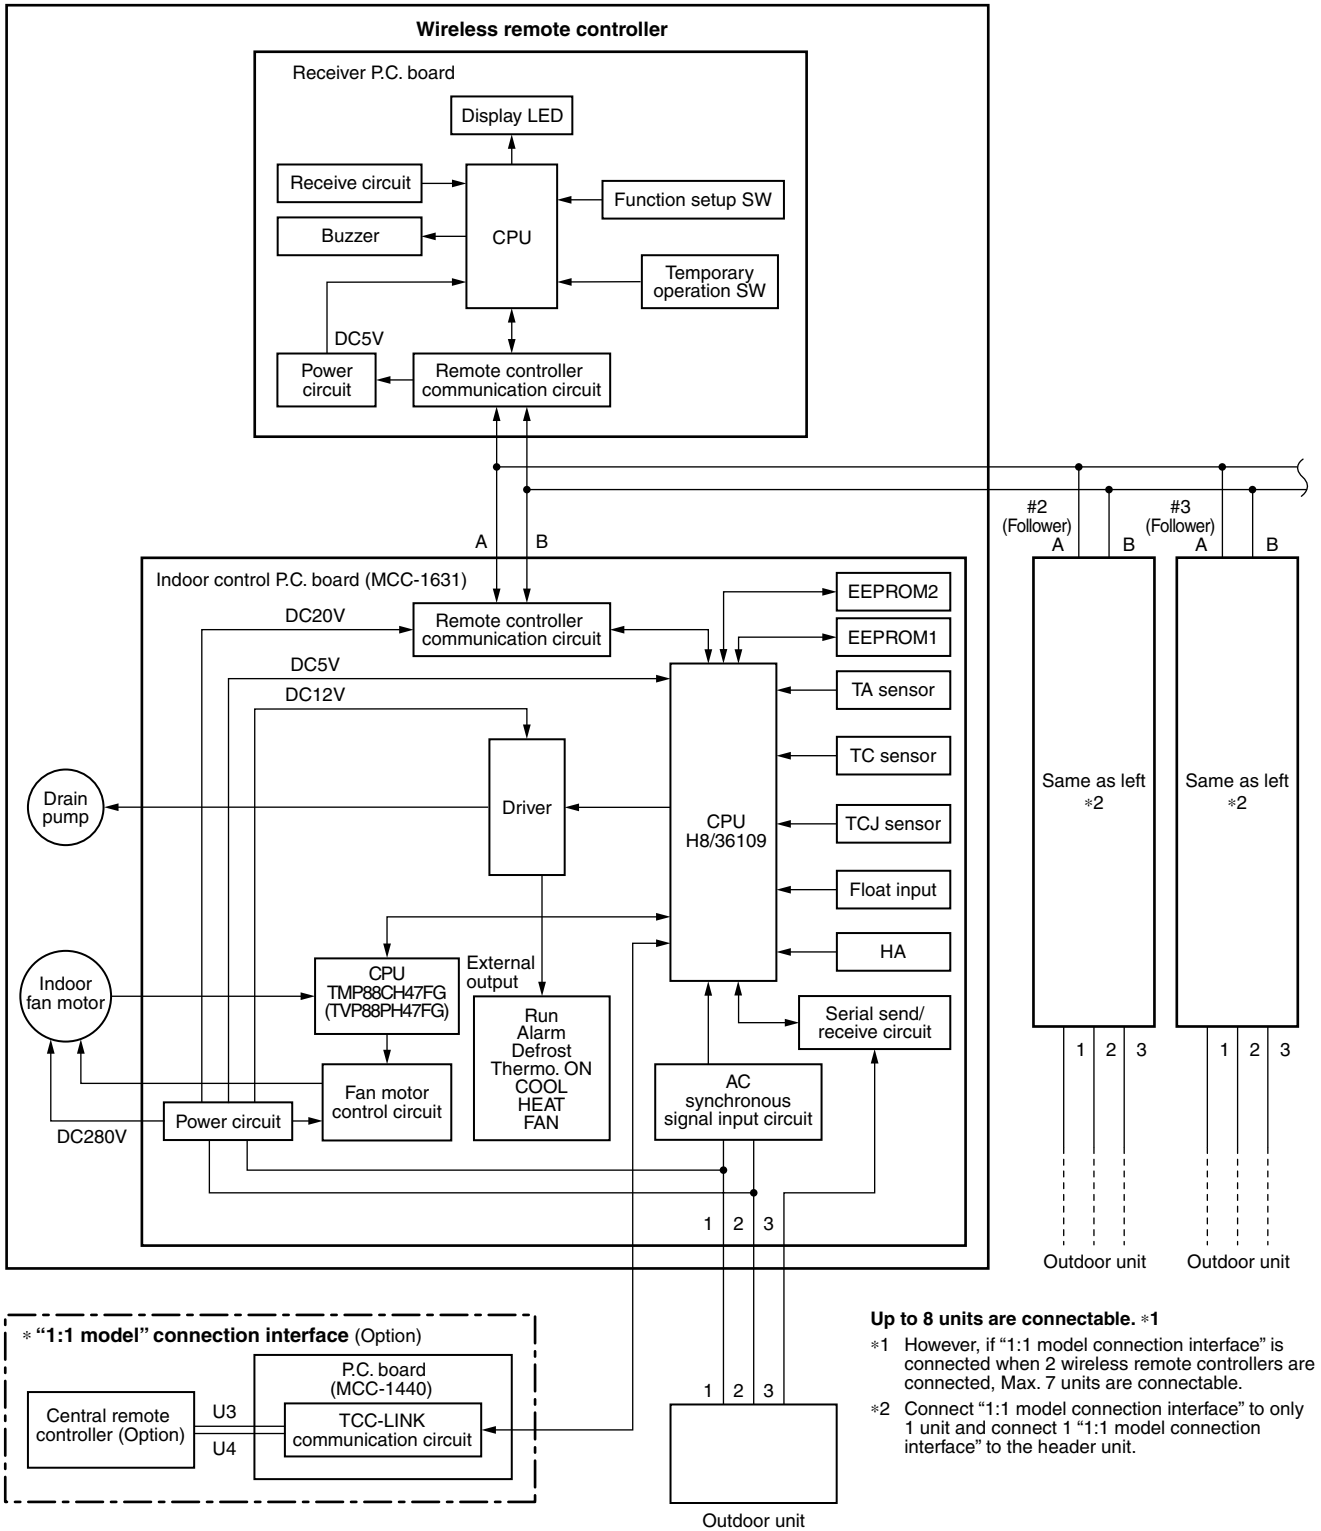 Wireless remote controller
Receiver P.C. board
Display LED
Receive circuit
Function setup SW
Buzzer
CPU
Temporary
operation SW
DC5V
Power
circuit
Remote controller
communication circuit
#2
(Follower)
#3
(Follower)
A
B
A
B
A
B
Indoor control P.C. board (MCC-1631)
DC20V
Remote controller
communication circuit
EEPROM2
EEPROM1
DC5V
DC12V
TA sensor
TC sensor
Drain
pump
Driver
CPU
H8/36109
TCJ sensor
Float input
HA
Same as left
*2
Same as left
*2
Indoor
fan motor
CPU
TMP88CH47FG
(TVP88PH47FG)
External
output
Run
Alarm
Defrost
Thermo. ON
COOL
HEAT
FAN
Serial send/
receive circuit
AC
synchronous
signal input circuit
Fan motor
control circuit
Power circuit
DC280V
1 2 3
1 2 3
1 2 3
Outdoor unit
Outdoor unit
* “1:1 model” connection interface (Option)
P.C. board
(MCC-1440)
Central remote
controller (Option)
U3
U4
TCC-LINK
communication circuit
1 2 3
Outdoor unit
Up to 8 units are connectable. *1
*1 However, if “1:1 model connection interface” is
connected when 2 wireless remote controllers are
connected, Max. 7 units are connectable.
*2 Connect “1:1 model connection interface” to only
1 unit and connect 1 “1:1 model connection
interface” to the header unit.